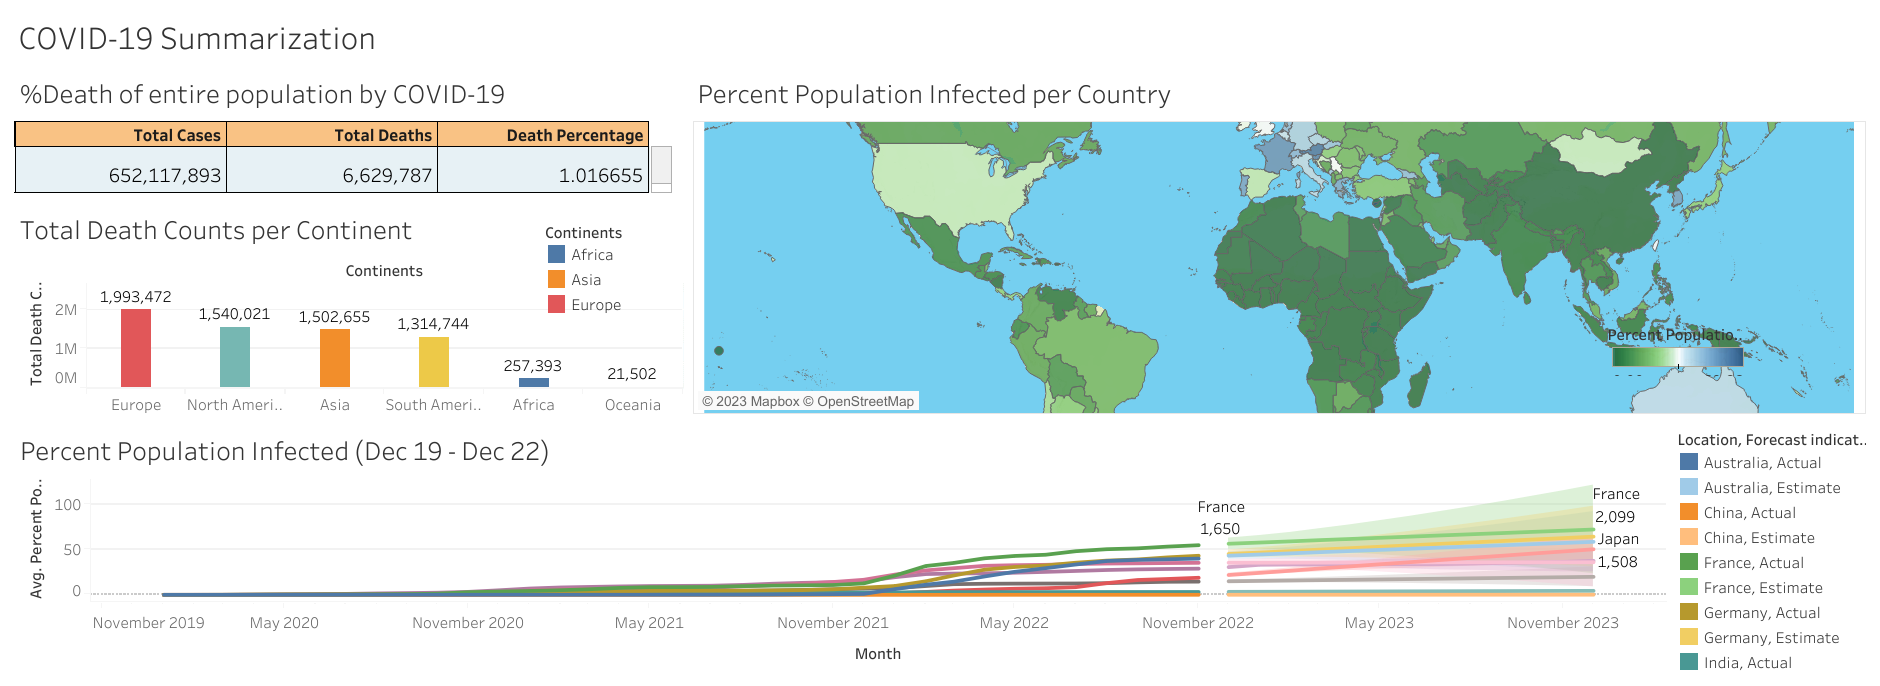 COVID-19 Summarization
%Death of entire population by COVID-19
Total Cases Total Deaths Death Percentage
652,117,893 6,629,787 1.016655
Total Death Counts per Continent
Continents
Africa
Asia
Europe
Continents
Total Death C..
2M
1M
0M
1,993,472
1,540,021
1,502,655
1,314,744
257,393
21,502
Europe North Ameri.. Asia South Ameri.. Africa Oceania
Percent Population Infected per Country
Percent Populatio..
© 2023 Mapbox © OpenStreetMap
Percent Population Infected (Dec 19 - Dec 22)
Avg. Percent Po..
100
50
0
France
1,650
France
2,099
Japan
1,508
November 2019 May 2020 November 2020 May 2021 November 2021 May 2022 November 2022 May 2023 November 2023
Month
Location, Forecast indicat..
Australia, Actual
Australia, Estimate
China, Actual
China, Estimate
France, Actual
France, Estimate
Germany, Actual
Germany, Estimate
India, Actual